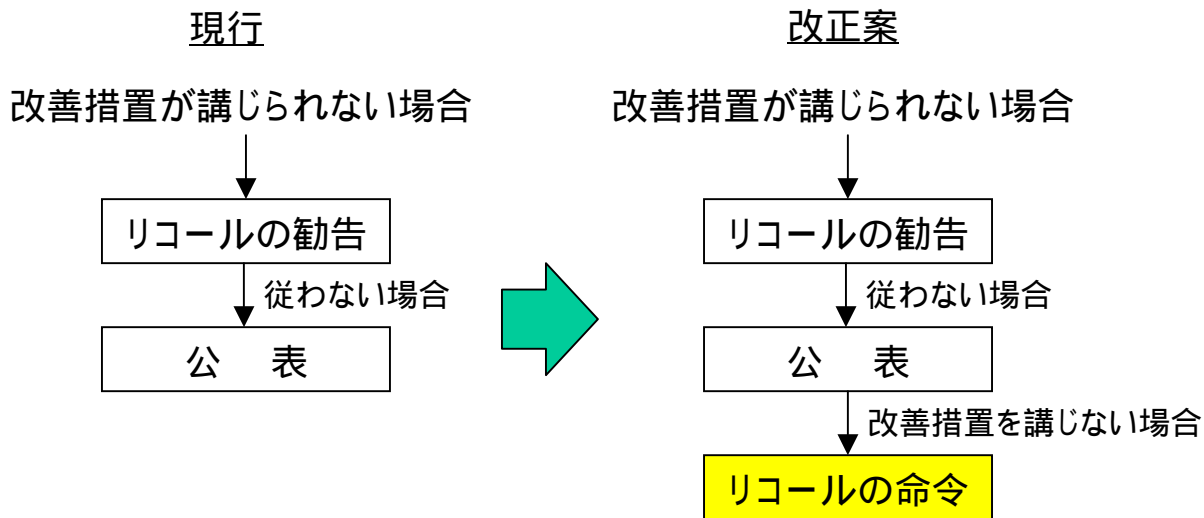 現行
改善措置が講じられない場合
リコールの勧告
従わない場合
公　表
改正案
改善措置が講じられない場合
リコールの勧告
従わない場合
公　表
改善措置を講じない場合
リコールの命令